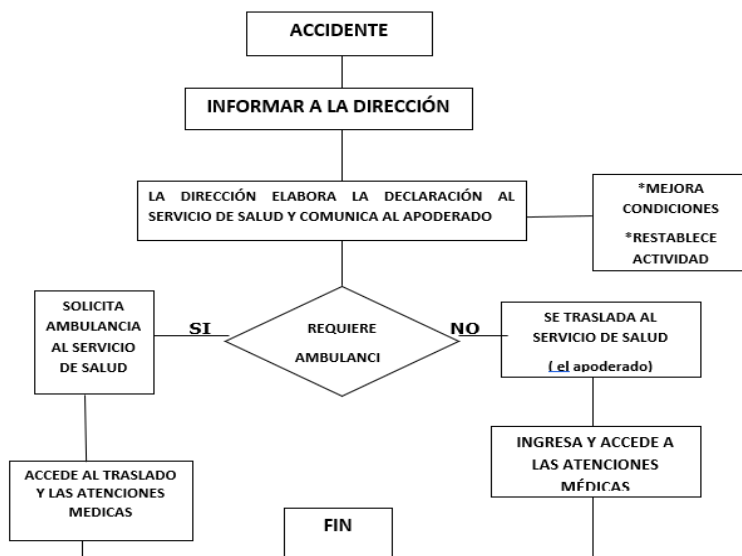 ACCIDENTE
INFORMAR A LA DIRECCIÓN
LA DIRECCIÓN ELABORA LA DECLARACIÓN AL
SERVICIO DE SALUD Y COMUNICA AL APODERADO
*MEJORA
CONDICIONES
*RESTABLECE
ACTIVIDAD
SOLICITA
AMBULANCIA
AL SERVICIO
DE SALUD
SI
REQUIERE
AMBULANCI
NO
SE TRASLADA AL
SERVICIO DE SALUD
( el apoderado)
ACCEDE AL TRASLADO
Y LAS ATENCIONES
MEDICAS
INGRESA Y ACCEDE A
LAS ATENCIONES
MÉDICAS
FIN